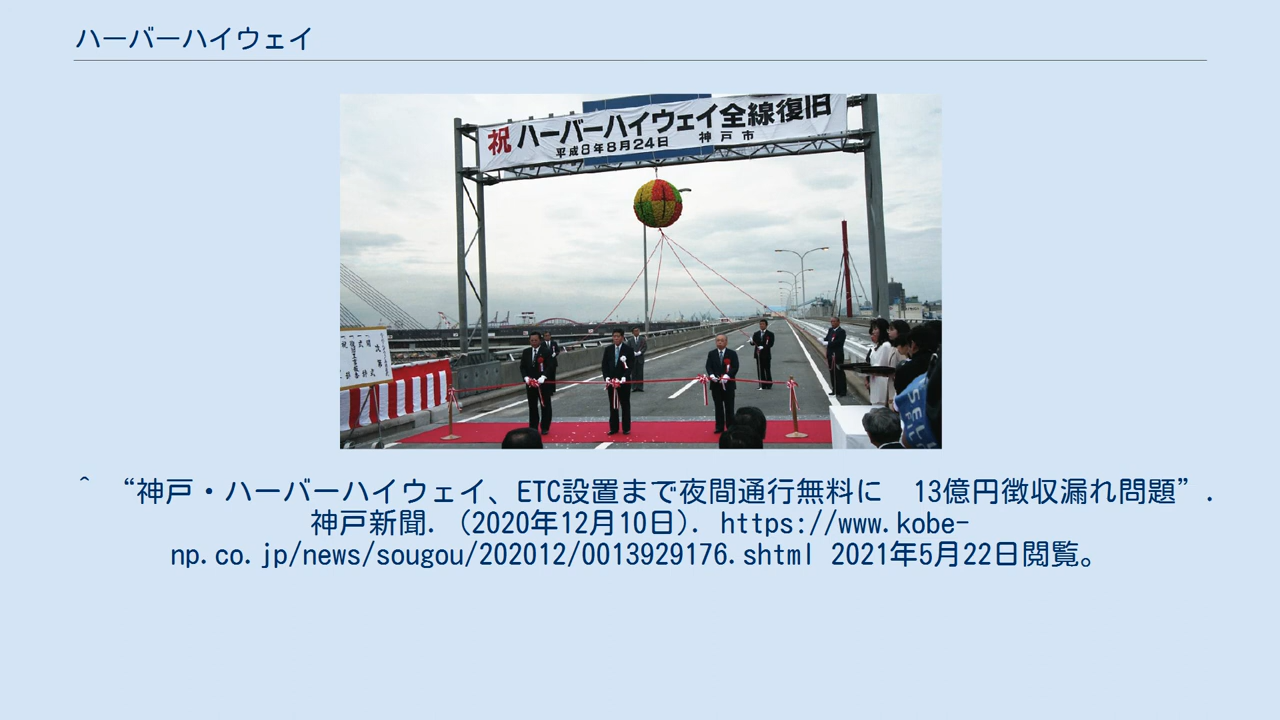 ハーバーハイウェイ
祝 ハーバーハイウェイ全線復旧
平成8年8月24日 神戸市
^ “神戸・ハーバーハイウェイ、ETC設置まで夜間通行無料に　13億円徴収漏れ問題”.
神戸新聞. (2020年12月10日). https://www.kobe-
np.co.jp/news/sougou/202012/0013929176.shtml 2021年5月22日閲覧。